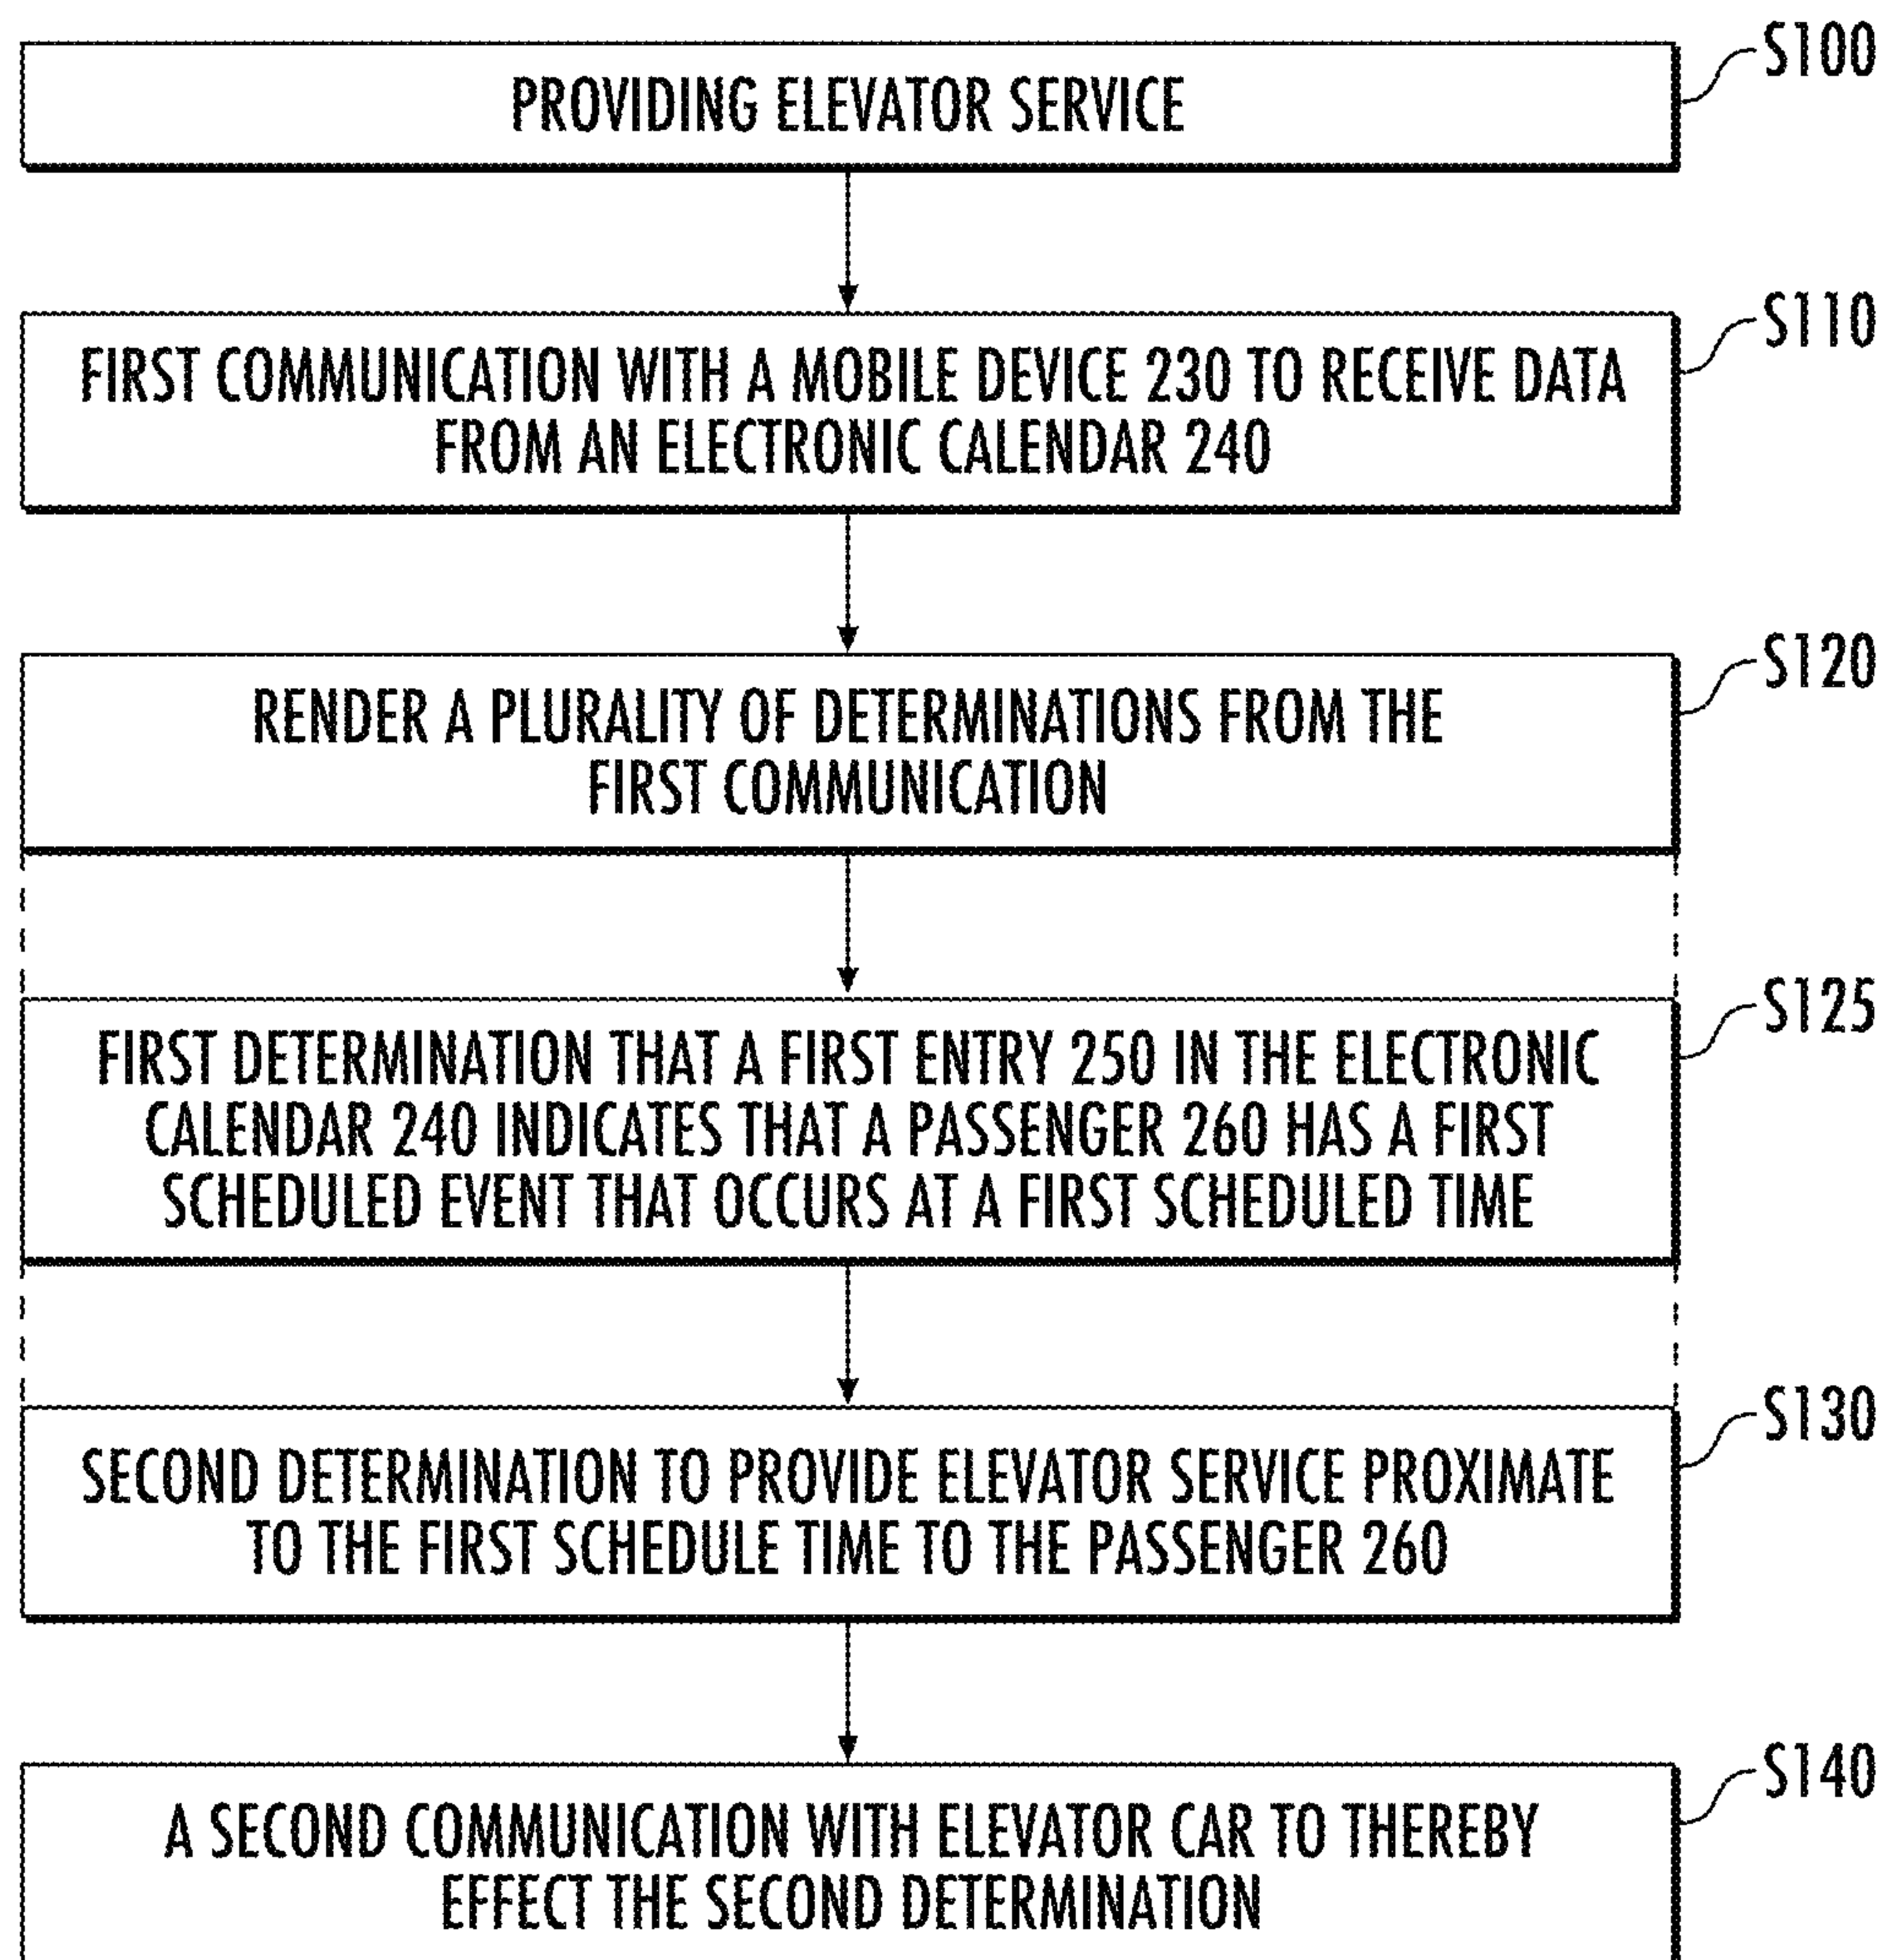 S100
PROVIDING ELEVATOR SERVICE
S110
FIRST COMMUNICATION WITH A MOBILE DEVICE 230 TO RECEIVE DATA
FROM AN ELECTRONIC CALENDAR 240
S120
RENDER A PLURALITY OF DETERMINATIONS FROM THE
FIRST COMMUNICATION
S125
FIRST DETERMINATION THAT A FIRST ENTRY 250 IN THE ELECTRONIC
CALENDAR 240 INDICATES THAT A PASSENGER 260 HAS A FIRST
SCHEDULED EVENT THAT OCCURS AT A FIRST SCHEDULED TIME
S130
SECOND DETERMINATION TO PROVIDE ELEVATOR SERVICE PROXIMATE
TO THE FIRST SCHEDULE TIME TO THE PASSENGER 260
S140
A SECOND COMMUNICATION WITH ELEVATOR CAR TO THEREBY
EFFECT THE SECOND DETERMINATION